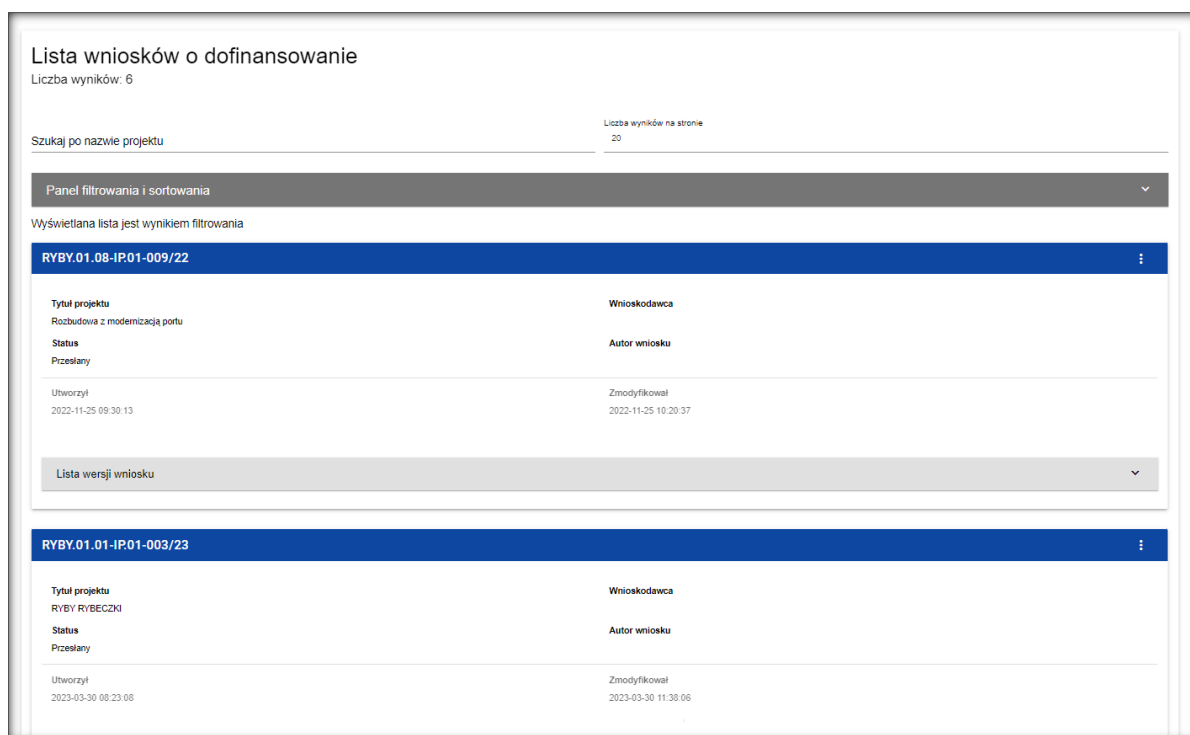 Lista wniosków o dofinansowanie
Liczba wyników: 6
Liczba wyników na stronie
Szukaj po nazwie projektu
20
Panel filtrowania i sortowania
Wyświetlana lista jest wynikiem filtrowania
RYBY.01.08-IP.01-009/22
Tytuł projektu
Wnioskodawca
Rozbudowa z modernizacją portu
Status
Autor wniosku
Przesłany
Utworzył
Zmodyfikował
2022-11-25 09:30:13
2022-11-25 10:20:37
Lista wersji wniosku
RYBY.01.01-IP.01-003/23
Tytuł projektu
Wnioskodawca
RYBY RYBECZKI
Status
Autor wniosku
Przesłany
Utworzył
Zmodyfikował
2023-03-30 08:23:08
2023-03-30 11:38:06